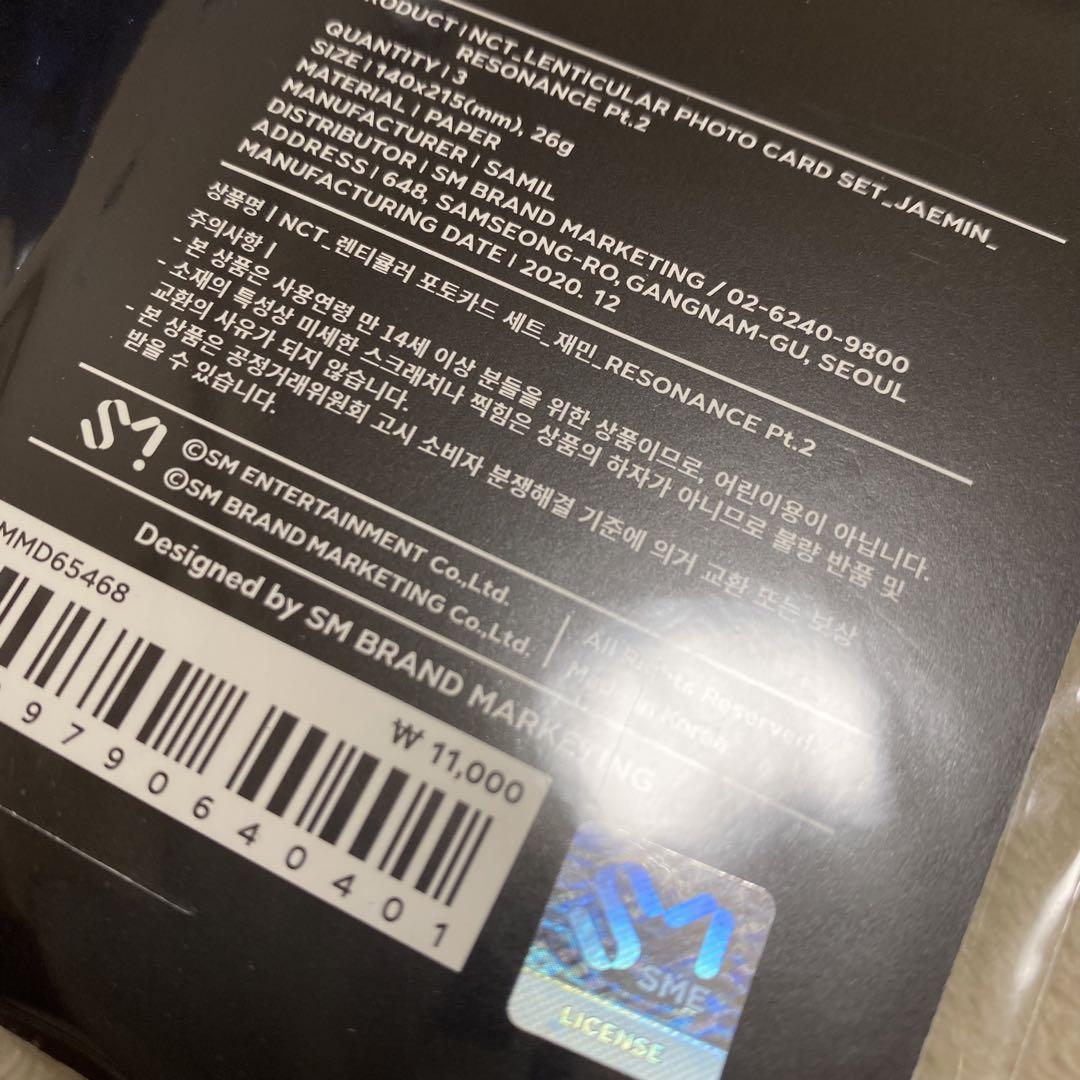 PRODUCT | NCT_LENTICULAR PHOTO CARD SET_JAEMIN_
RESONANCE Pt.2
QUANTITY | 3
SIZE | 140x215(mm), 26g
MATERIAL | PAPER
MANUFACTURER | SAMIL
DISTRIBUTOR | SM BRAND MARKETING / 02-6240-9800
ADDRESS | 648, SAMSEONG-RO, GANGNAM-GU, SEOUL
MANUFACTURING DATE | 2020. 12
상품명 | NCT_ 렌티큘러 포토카드 세트_ 재민_RESONANCE Pt.2
주의사항 |
- 본 상품은 사용연령 만 14세 이상 분들을 위한 상품이므로, 어린이용이 아닙니다.
- 소재의 특성상 미세한 스크래치나 찍힘은 상품의 하자가 아니므로 불량 반품 및
교환의 사유가 되지 않습니다.
- 본 상품은 공정거래위원회 고시 소비자 분쟁해결 기준에 의거 교환 또는 보상
받을 수 있습니다.
SM
©SM ENTERTAINMENT Co.,Ltd.
©SM BRAND MARKETING Co.,Ltd.
All Rights Reserved.
Made in Korea
Designed by SM BRAND MARKETING
MMD65468
₩ 11,000
979064040 1
SM
SME
LICENSE